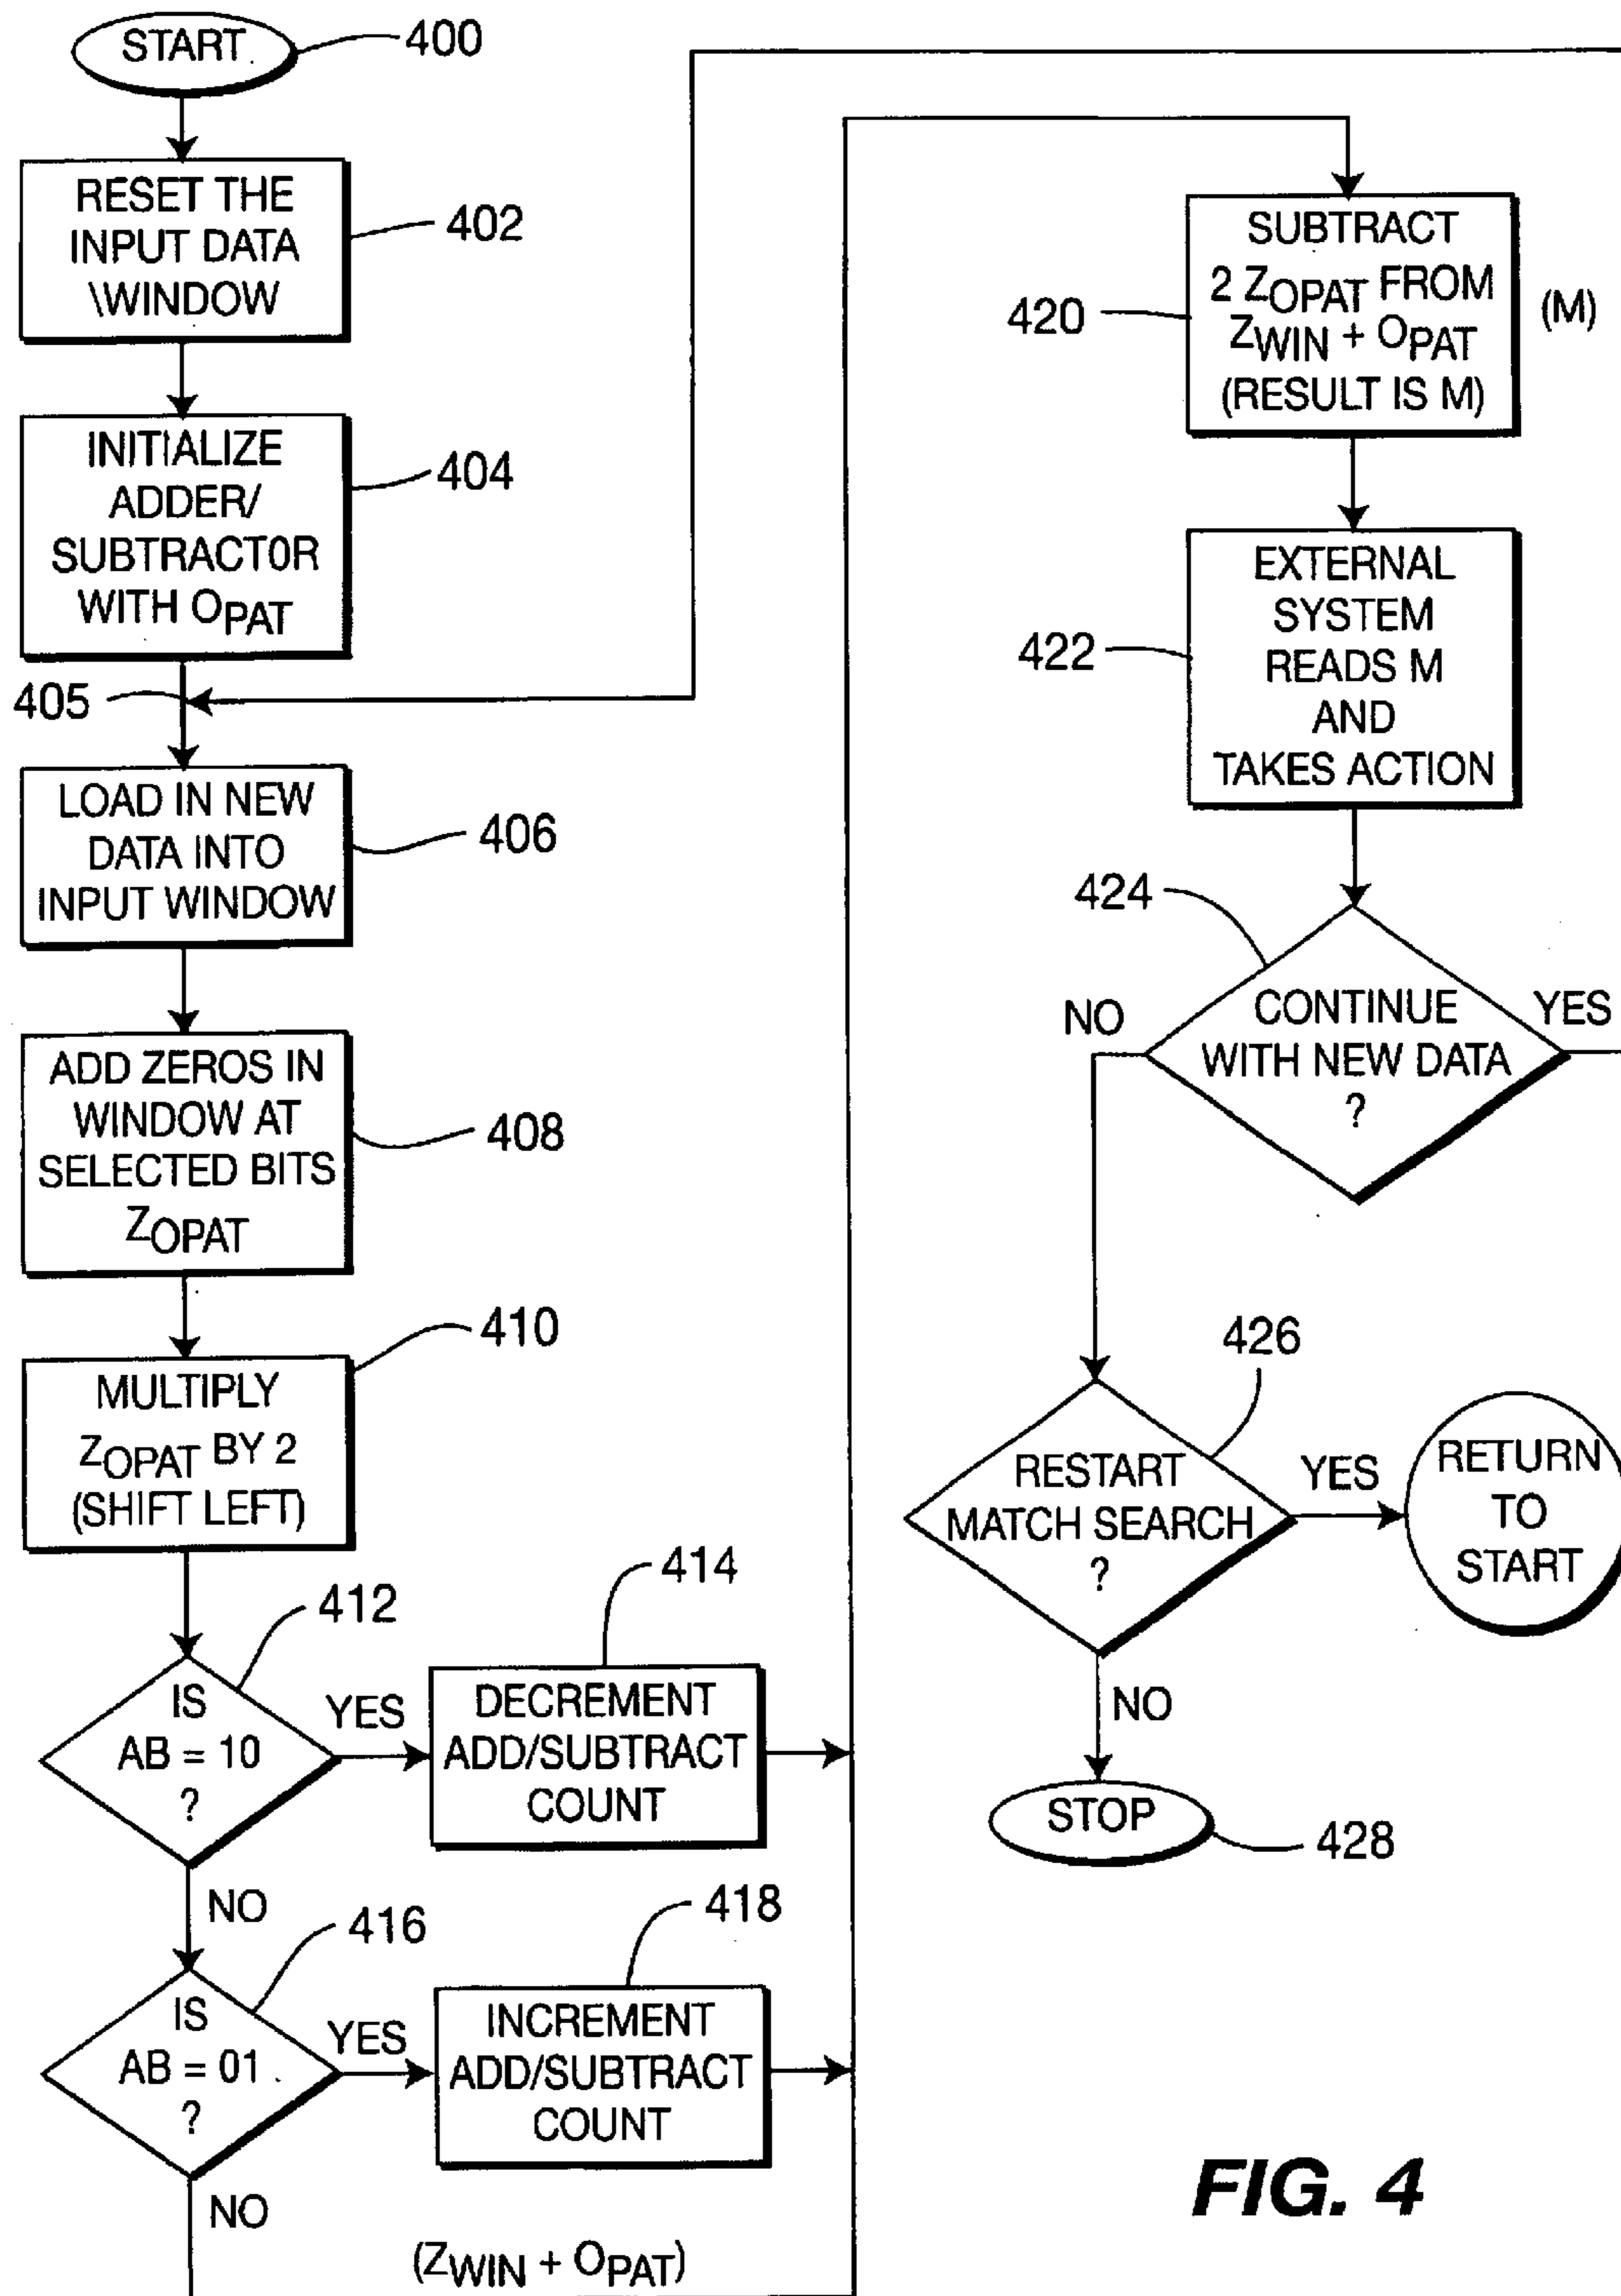 START
400
RESET THE
INPUT DATA
\WINDOW
402
INITIALIZE
ADDER/
SUBTRACTOR
WITH OPAT
404
405
LOAD IN NEW
DATA INTO
INPUT WINDOW
406
ADD ZEROS IN
WINDOW AT
SELECTED BITS
ZOPAT
408
MULTIPLY
ZOPAT BY 2
(SHIFT LEFT)
410
IS
AB = 10
?
412
YES
DECREMENT
ADD/SUBTRACT
COUNT
414
NO
IS
AB = 01
?
416
YES
INCREMENT
ADD/SUBTRACT
COUNT
418
NO
(ZWIN + OPAT)
SUBTRACT
2 ZOPAT FROM
ZWIN + OPAT
(RESULT IS M)
420
(M)
EXTERNAL
SYSTEM
READS M
AND
TAKES ACTION
422
424
CONTINUE
WITH NEW DATA
?
NO
YES
426
RESTART
MATCH SEARCH
?
YES
RETURN
TO
START
NO
STOP
428
FIG. 4